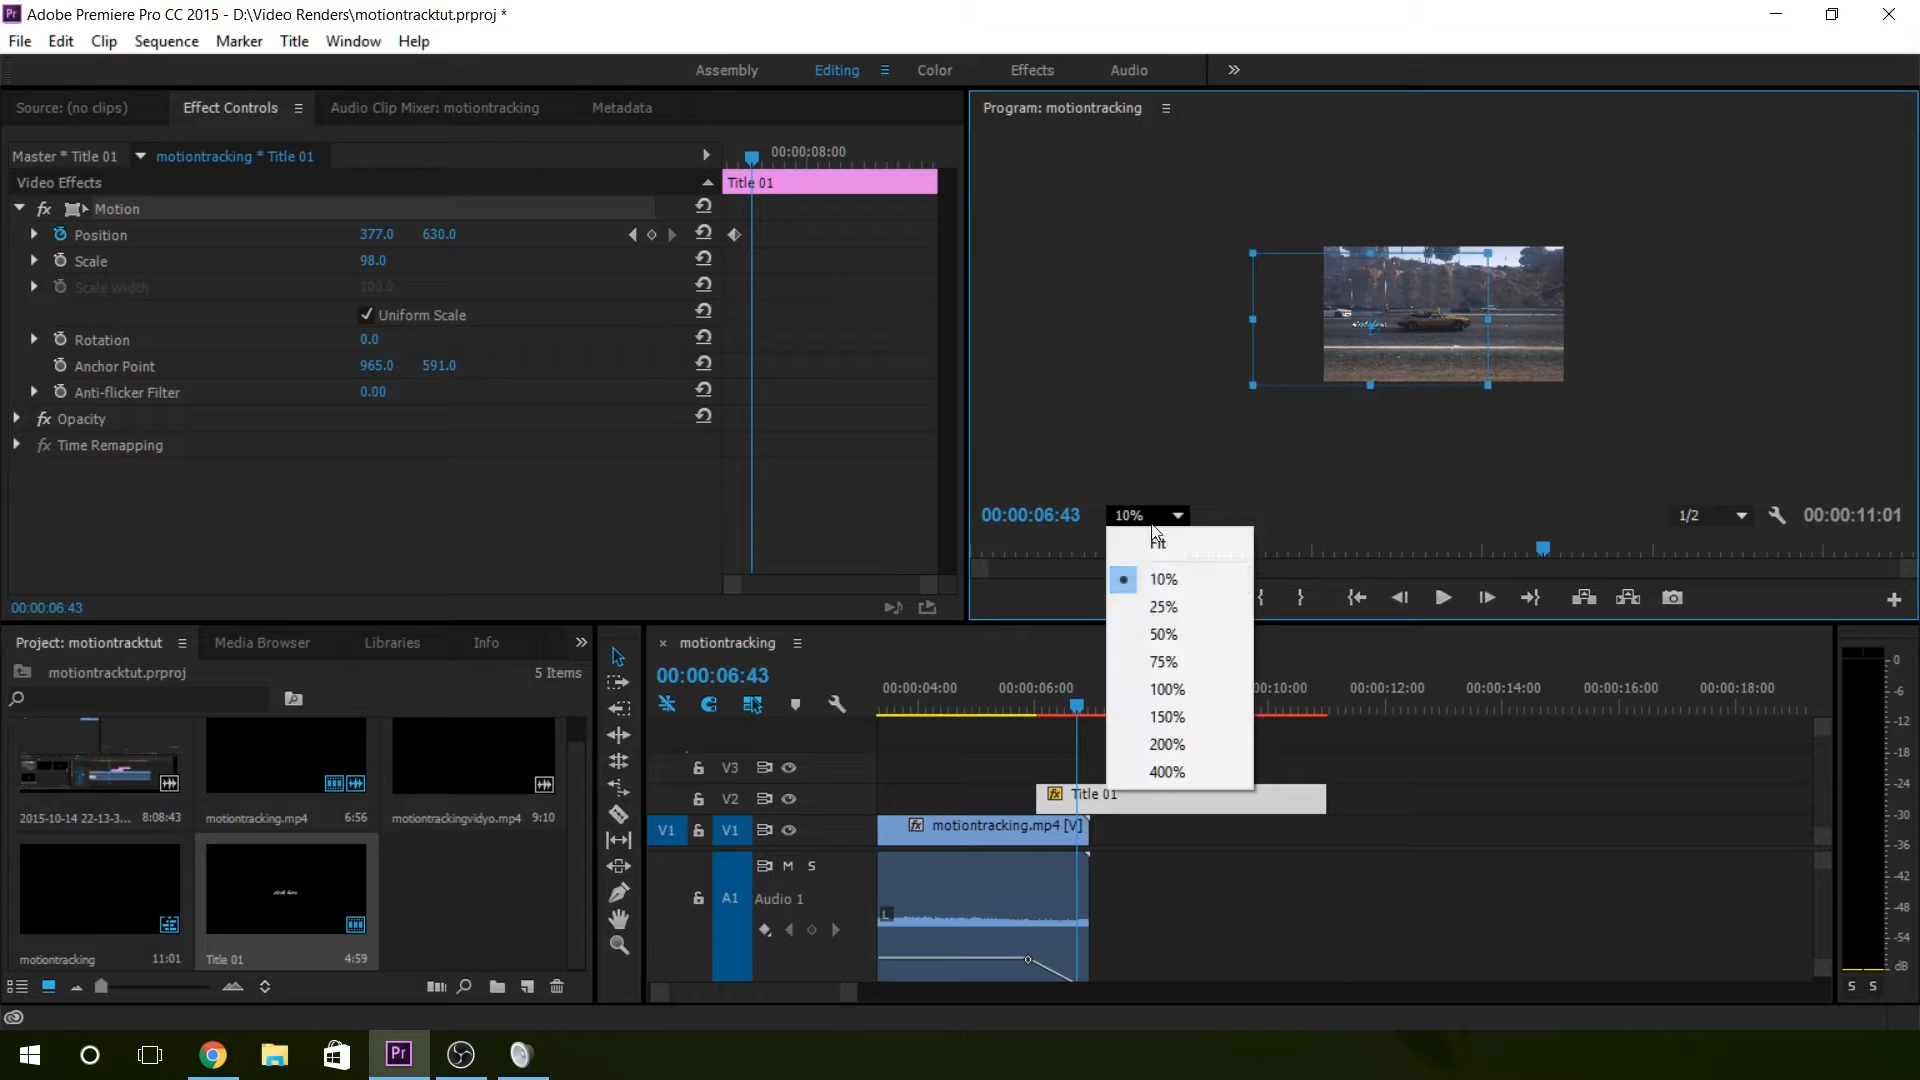 Pr Adobe Premiere Pro CC 2015 - D:\Video Renders\motiontracktut.prproj *
File Edit Clip Sequence Marker Title Window Help
Assembly Editing Color Effects Audio
Source: (no clips) Effect Controls Audio Clip Mixer: motiontracking Metadata
Program: motiontracking
Master * Title 01 motiontracking * Title 01
00:00:08:00
Video Effects
Title 01
fx Motion
Position 377.0 630.0
Scale 98.0
Scale Width 100.0
Uniform Scale
Rotation 0.0
Anchor Point 965.0 591.0
Anti-flicker Filter 0.00
fx Opacity
fx Time Remapping
00:00:06:43
00:00:06:43 10% 1/2 00:00:11:01
Fit
10%
25%
50%
75%
100%
150%
200%
400%
Project: motiontracktut Media Browser Libraries Info
motiontracktut.prproj 5 Items
2015-10-14 22-13-3... 8:08:43
motiontracking.mp4 6:56
motiontrackingvidyo.mp4 9:10
motiontracking 11:01
Title 01 4:59
motiontracking
00:00:06:43
00:00:04:00 00:00:06:00 0:10:00 00:00:12:00 00:00:14:00 00:00:16:00 00:00:18:00
V3
V2
fx Title 01
V1 V1
fx motiontracking.mp4 [V]
M S
A1 Audio 1
L
0
-6
-12
-18
-24
-30
-36
-42
-48
-54
dB
S S
Pr